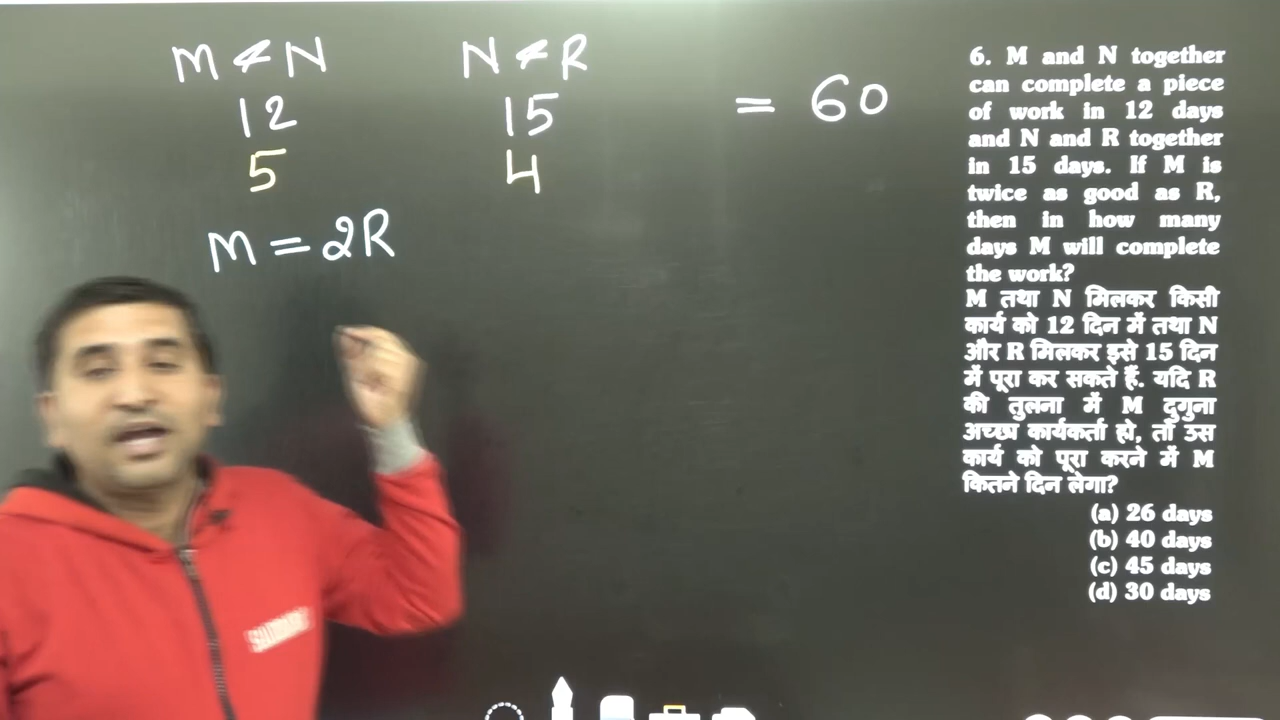 M & N
N & R
12
15
= 60
5
4
M = 2R
6. M and N together
can complete a piece
of work in 12 days
and N and R together
in 15 days. If M is
twice as good as R,
then in how many
days M will complete
the work?
M तथा N मिलकर किसी
कार्य को 12 दिन में तथा N
और R मिलकर इसे 15 दिन
में पूरा कर सकते हैं. यदि R
की तुलना में M दुगुना
अच्छा कार्यकर्ता हो, तो उस
कार्य को पूरा करने में M
कितने दिन लेगा?
(a) 26 days
(b) 40 days
(c) 45 days
(d) 30 days